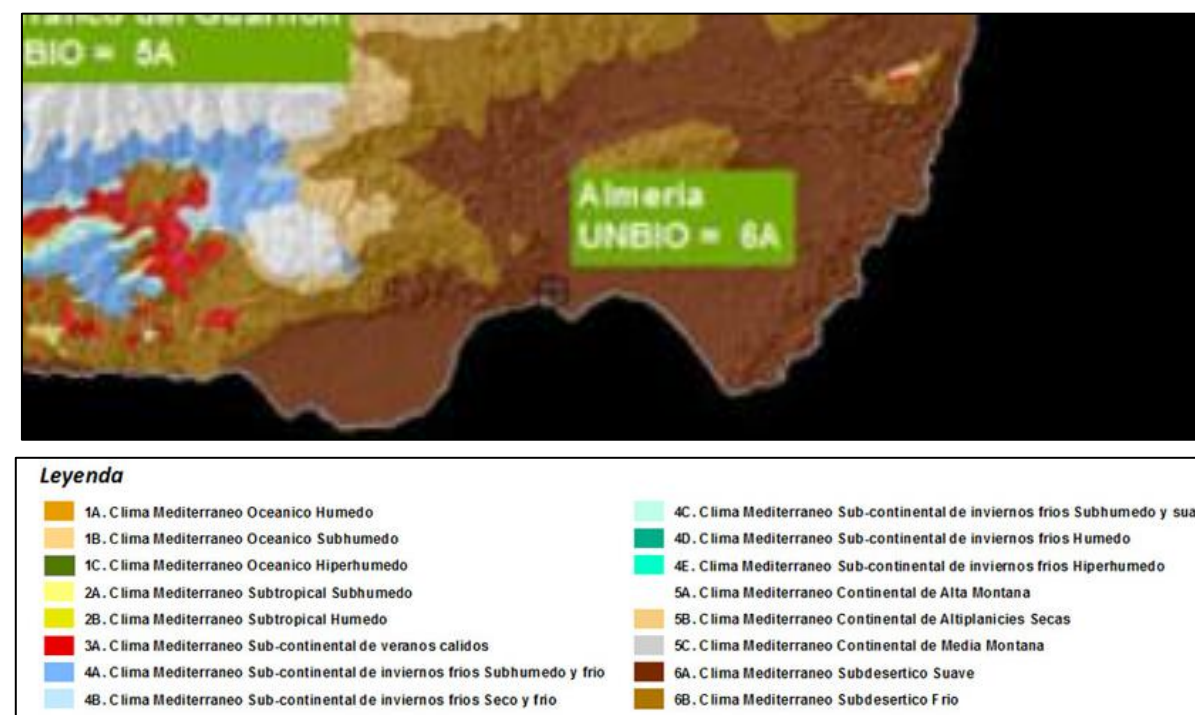 BIO = 5A
Almeria
UNBIO = 6A
Leyenda
1A. Clima Mediterraneo Oceanico Humedo
1B. Clima Mediterraneo Oceanico Subhumedo
1C. Clima Mediterraneo Oceanico Hiperhumedo
2A. Clima Mediterraneo Subtropical Subhumedo
2B. Clima Mediterraneo Subtropical Humedo
3A. Clima Mediterraneo Sub-continental de veranos calidos
4A. Clima Mediterraneo Sub-continental de inviernos frios Subhumedo y frio
4B. Clima Mediterraneo Sub-continental de inviernos frios Seco y frio
4C. Clima Mediterraneo Sub-continental de inviernos frios Subhumedo y sua
4D. Clima Mediterraneo Sub-continental de inviernos frios Humedo
4E. Clima Mediterraneo Sub-continental de inviernos frios Hiperhumedo
5A. Clima Mediterraneo Continental de Alta Montana
5B. Clima Mediterraneo Continental de Altiplanicies Secas
5C. Clima Mediterraneo Continental de Media Montana
6A. Clima Mediterraneo Subdesertico Suave
6B. Clima Mediterraneo Subdesertico Frio